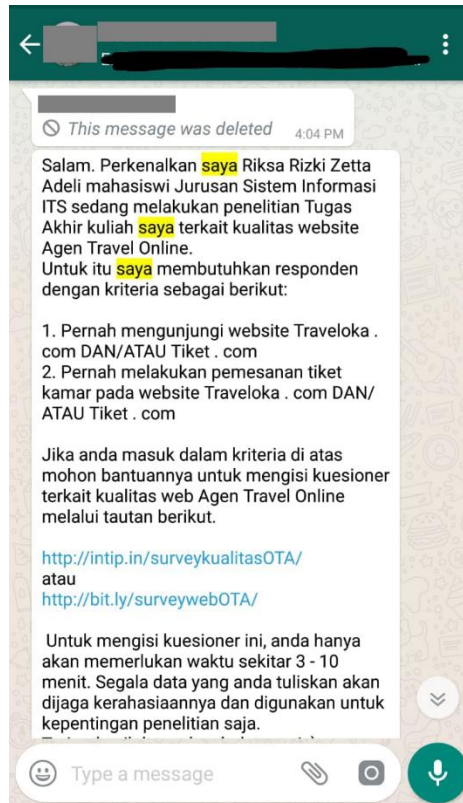 This message was deleted
4:04 PM
Salam. Perkenalkan saya Riksa Rizki Zetta
Adeli mahasiswi Jurusan Sistem Informasi
ITS sedang melakukan penelitian Tugas
Akhir kuliah saya terkait kualitas website
Agen Travel Online.
Untuk itu saya membutuhkan responden
dengan kriteria sebagai berikut:
1. Pernah mengunjungi website Traveloka .
com DAN/ATAU Tiket . com
2. Pernah melakukan pemesanan tiket
kamar pada website Traveloka . com DAN/
ATAU Tiket . com
Jika anda masuk dalam kriteria di atas
mohon bantuannya untuk mengisi kuesioner
terkait kualitas web Agen Travel Online
melalui tautan berikut.
http://intip.in/surveykualitasOTA/
atau
http://bit.ly/surveywebOTA/
Untuk mengisi kuesioner ini, anda hanya
akan memerlukan waktu sekitar 3 - 10
menit. Segala data yang anda tuliskan akan
dijaga kerahasiaannya dan digunakan untuk
kepentingan penelitian saja.
Type a message